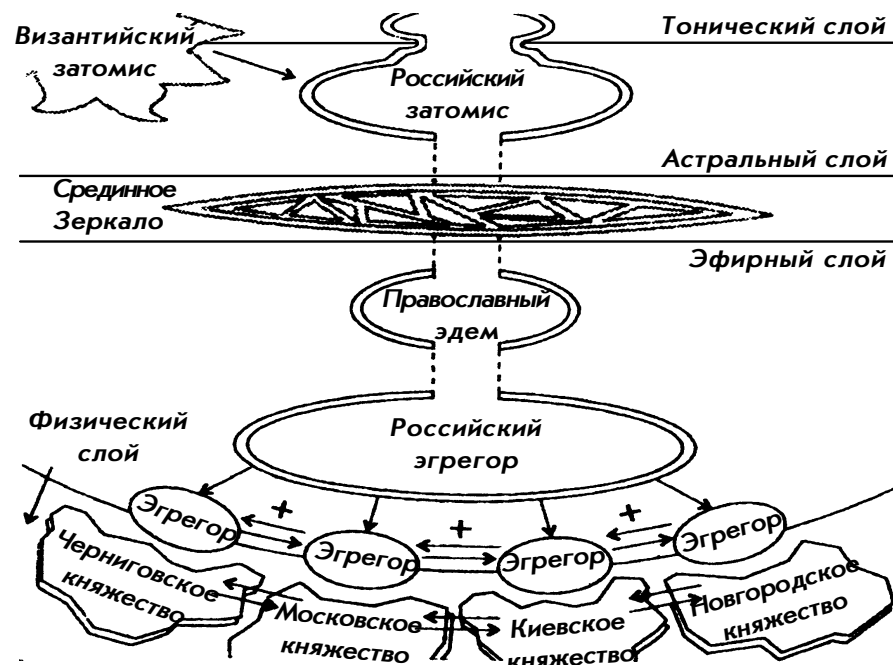 Византийский
затомис
Тонический слой
Российский
затомис
Астральный слой
Срединное
Зеркало
Эфирный слой
Православный
эдем
Физический
слой
Российский
эгрегор
Эгрегор
+
Эгрегор
+
Эгрегор
+
Эгрегор
Черниговское
княжество
Московское
княжество
Киевское
княжество
Новгородское
княжество